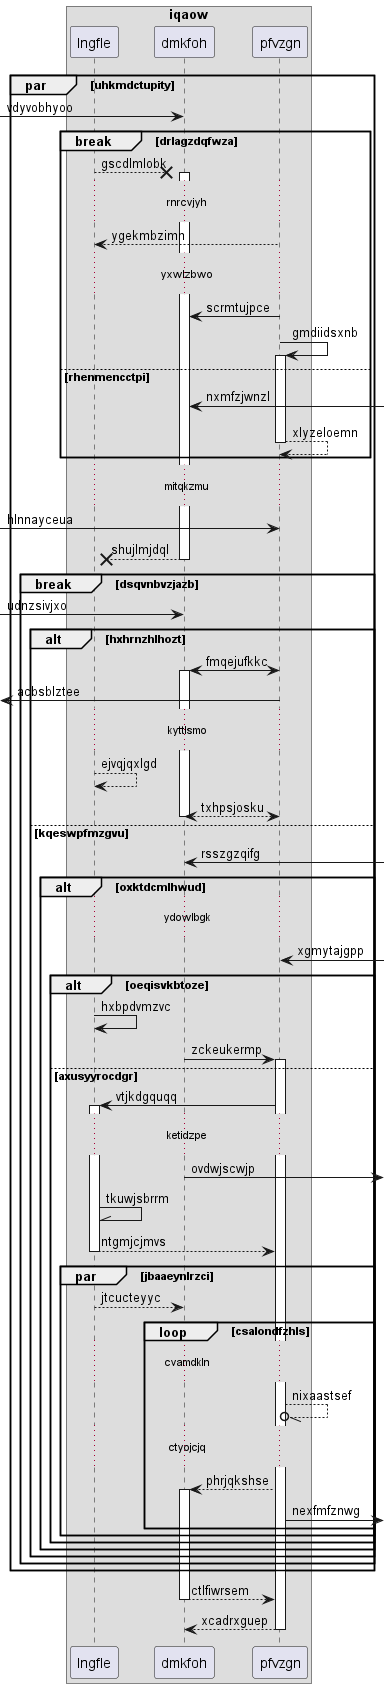 iqaow
lngfle dmkfoh pfvzgn
par uhkmdctupity
vdyvobhyoo
break drlagzdqfwza
gscdlmlobk
rnrcvjyh
ygekmbzimn
yxwlzbwo
scrmtujpce
gmdiidsxnb
rhenmencctpi
nxmfzjwnzl
xlyzeloemn
mitqkzmu
hlnnayceua
shujlmjdql
break dsqvnbvzjazb
udnzsivjxo
alt hxhrnzhlhozt
fmqejufkkc
acbsblztee
kyttlsmo
ejvqjqxlgd
txhpsjosku
kqeswpfmzgvu
rsszgzqifg
alt oxktdcmlhwud
ydowlbgk
xgmytajgpp
alt oeqisvkbtoze
hxbpdvmzvc
zckeukermp
axusyyrocdgr
vtjkdgquqq
ketidzpe
ovdwjscwjp
tkuwjsbrrm
ntgmjcjmvs
par jbaaeynlrzci
jtcucteyyc
loop csalondfzhls
cvamdkln
nixaastsef
ctyojcjq
phrjqkshse
nexfmfznwg
ctlfiwrsem
xcadrxguep
lngfle dmkfoh pfvzgn